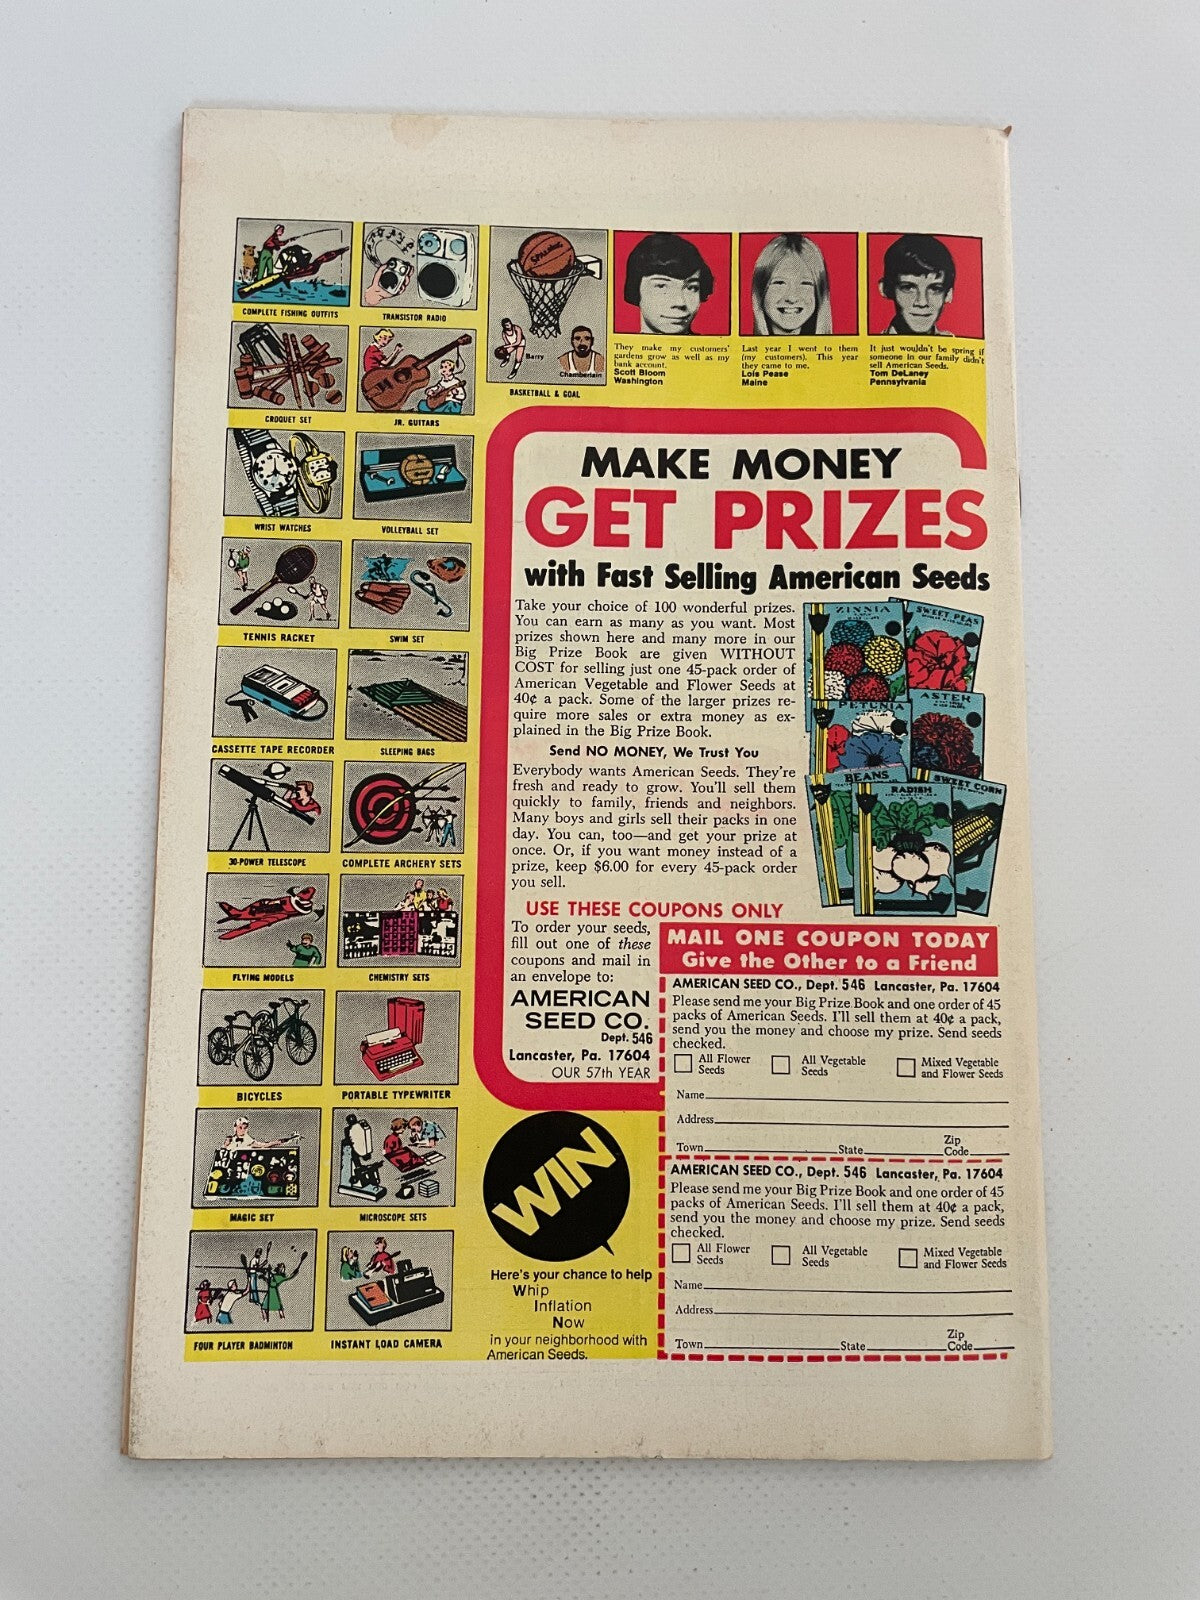 COMPLETE FISHING OUTFITS
TRANSISTOR RADIO
CROQUET SET
JR. GUITARS
WRIST WATCHES
VOLLEYBALL SET
TENNIS RACKET
SWIM SET
CASSETTE TAPE RECORDER
SLEEPING BAGS
30-POWER TELESCOPE
COMPLETE ARCHERY SETS
FLYING MODELS
CHEMISTRY SETS
BICYCLES
PORTABLE TYPEWRITER
MAGIC SET
MICROSCOPE SETS
FOUR PLAYER BADMINTON
INSTANT LOAD CAMERA
Spalding
Barry
Chamberlain
BASKETBALL & GOAL
They make my customers'
gardens grow as well as my
bank account.
Scott Bloom
Washington
Last year I went to them
(my customers). This year
they came to me.
Lois Pease
Maine
It just wouldn't be spring if
someone in our family didn't
sell American Seeds.
Tom DeLaney
Pennsylvania
MAKE MONEY
GET PRIZES
with Fast Selling American Seeds
Take your choice of 100 wonderful prizes.
You can earn as many as you want. Most
prizes shown here and many more in our
Big Prize Book are given WITHOUT
COST for selling just one 45-pack order of
American Vegetable and Flower Seeds at
40¢ a pack. Some of the larger prizes re-
quire more sales or extra money as ex-
plained in the Big Prize Book.
Send NO MONEY, We Trust You
Everybody wants American Seeds. They're
fresh and ready to grow. You'll sell them
quickly to family, friends and neighbors.
Many boys and girls sell their packs in one
day. You can, too—and get your prize at
once. Or, if you want money instead of a
prize, keep $6.00 for every 45-pack order
you sell.
ZINNIA
SWEET PEAS
PETUNIA
ASTER
BEANS
RADISH
SWEET CORN
USE THESE COUPONS ONLY
To order your seeds,
fill out one of these
coupons and mail in
an envelope to:
AMERICAN
SEED CO.
Dept. 546
Lancaster, Pa. 17604
OUR 57th YEAR
MAIL ONE COUPON TODAY
Give the Other to a Friend
AMERICAN SEED CO., Dept. 546 Lancaster, Pa. 17604
Please send me your Big Prize Book and one order of 45
packs of American Seeds. I'll sell them at 40¢ a pack,
send you the money and choose my prize. Send seeds
checked.
All Flower
Seeds
All Vegetable
Seeds
Mixed Vegetable
and Flower Seeds
Name
Address
Town State Zip
Code
AMERICAN SEED CO., Dept. 546 Lancaster, Pa. 17604
Please send me your Big Prize Book and one order of 45
packs of American Seeds. I'll sell them at 40¢ a pack,
send you the money and choose my prize. Send seeds
checked.
All Flower
Seeds
All Vegetable
Seeds
Mixed Vegetable
and Flower Seeds
Name
Address
Town State Zip
Code
WIN
Here's your chance to help
Whip
Inflation
Now
in your neighborhood with
American Seeds.